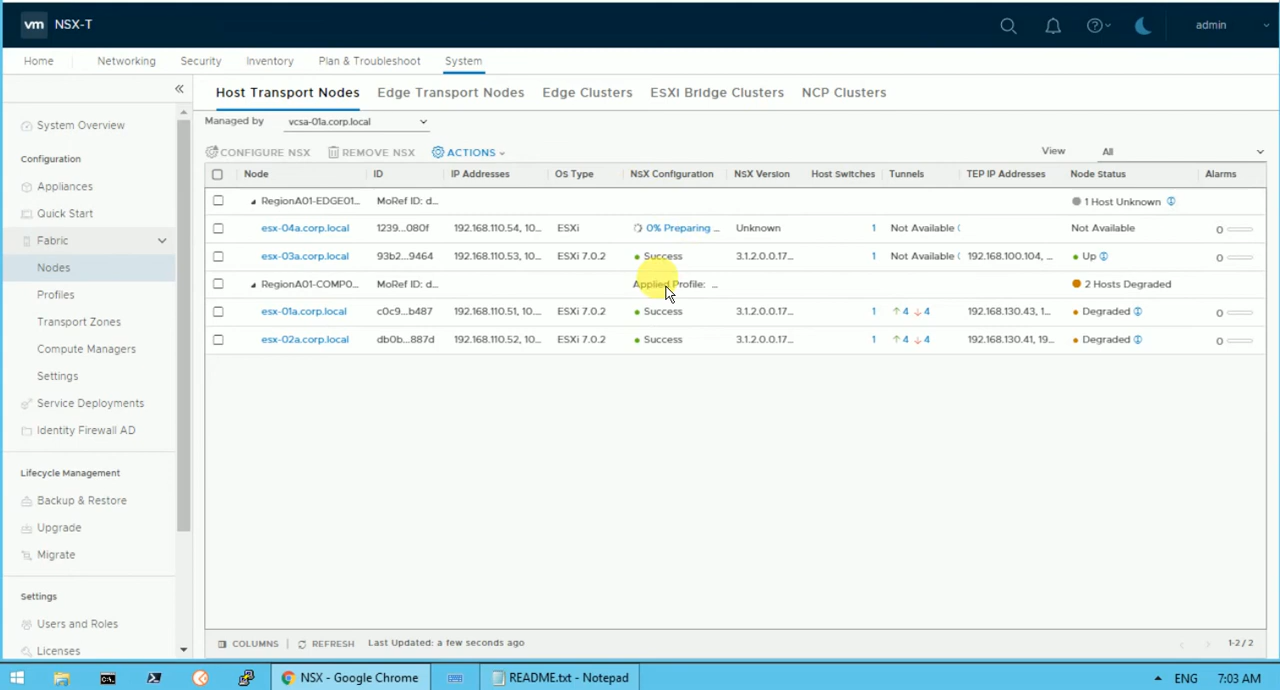 vm NSX-T admin
Home Networking Security Inventory Plan & Troubleshoot System
Host Transport Nodes Edge Transport Nodes Edge Clusters ESXi Bridge Clusters NCP Clusters
System Overview
Configuration
Appliances
Quick Start
Fabric
Nodes
Profiles
Transport Zones
Compute Managers
Settings
Service Deployments
Identity Firewall AD
Lifecycle Management
Backup & Restore
Upgrade
Migrate
Settings
Users and Roles
Licenses
Managed by vcsa-01a.corp.local
CONFIGURE NSX REMOVE NSX ACTIONS View All
Node ID IP Addresses OS Type NSX Configuration NSX Version Host Switches Tunnels TEP IP Addresses Node Status Alarms
RegionA01-EDGE01... MoRef ID: d... 1 Host Unknown
esx-04a.corp.local 1239...080f 192.168.110.54, 10... ESXi 0% Preparing ... Unknown 1 Not Available Not Available 0
esx-03a.corp.local 93b2...9464 192.168.110.53, 10... ESXi 7.0.2 Success 3.1.2.0.0.17... 1 Not Available 192.168.100.104, ... Up 0
RegionA01-COMP0... MoRef ID: d... Applied Profile: ... 2 Hosts Degraded
esx-01a.corp.local c0c9...b487 192.168.110.51, 10... ESXi 7.0.2 Success 3.1.2.0.0.17... 1 ↑4 ↓4 192.168.130.43, 1... Degraded 0
esx-02a.corp.local db0b...887d 192.168.110.52, 10... ESXi 7.0.2 Success 3.1.2.0.0.17... 1 ↑4 ↓4 192.168.130.41, 19... Degraded 0
COLUMNS | REFRESH Last Updated: a few seconds ago 1-2 / 2
NSX - Google Chrome README.txt - Notepad ENG 7:03 AM